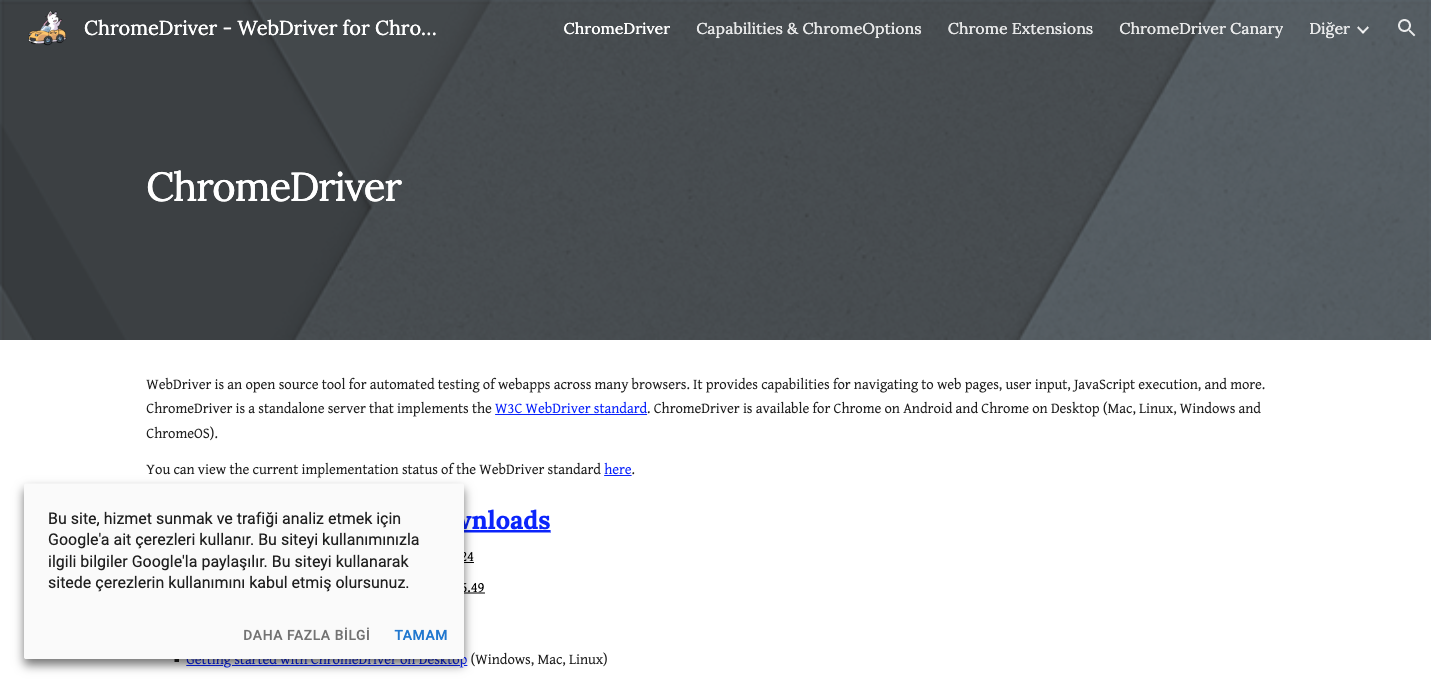 ChromeDriver - WebDriver for Chro...
ChromeDriver
Capabilities & ChromeOptions
Chrome Extensions
ChromeDriver Canary
Diğer
ChromeDriver
WebDriver is an open source tool for automated testing of webapps across many browsers. It provides capabilities for navigating to web pages, user input, JavaScript execution, and more.
ChromeDriver is a standalone server that implements the W3C WebDriver standard. ChromeDriver is available for Chrome on Android and Chrome on Desktop (Mac, Linux, Windows and
ChromeOS).
You can view the current implementation status of the WebDriver standard here.
wnloads
24
.49
Bu site, hizmet sunmak ve trafiği analiz etmek için
Google'a ait çerezleri kullanır. Bu siteyi kullanımınızla
ilgili bilgiler Google'la paylaşılır. Bu siteyi kullanarak
sitede çerezlerin kullanımını kabul etmiş olursunuz.
DAHA FAZLA BİLGİ
TAMAM
Getting started with ChromeDriver on Desktop (Windows, Mac, Linux)